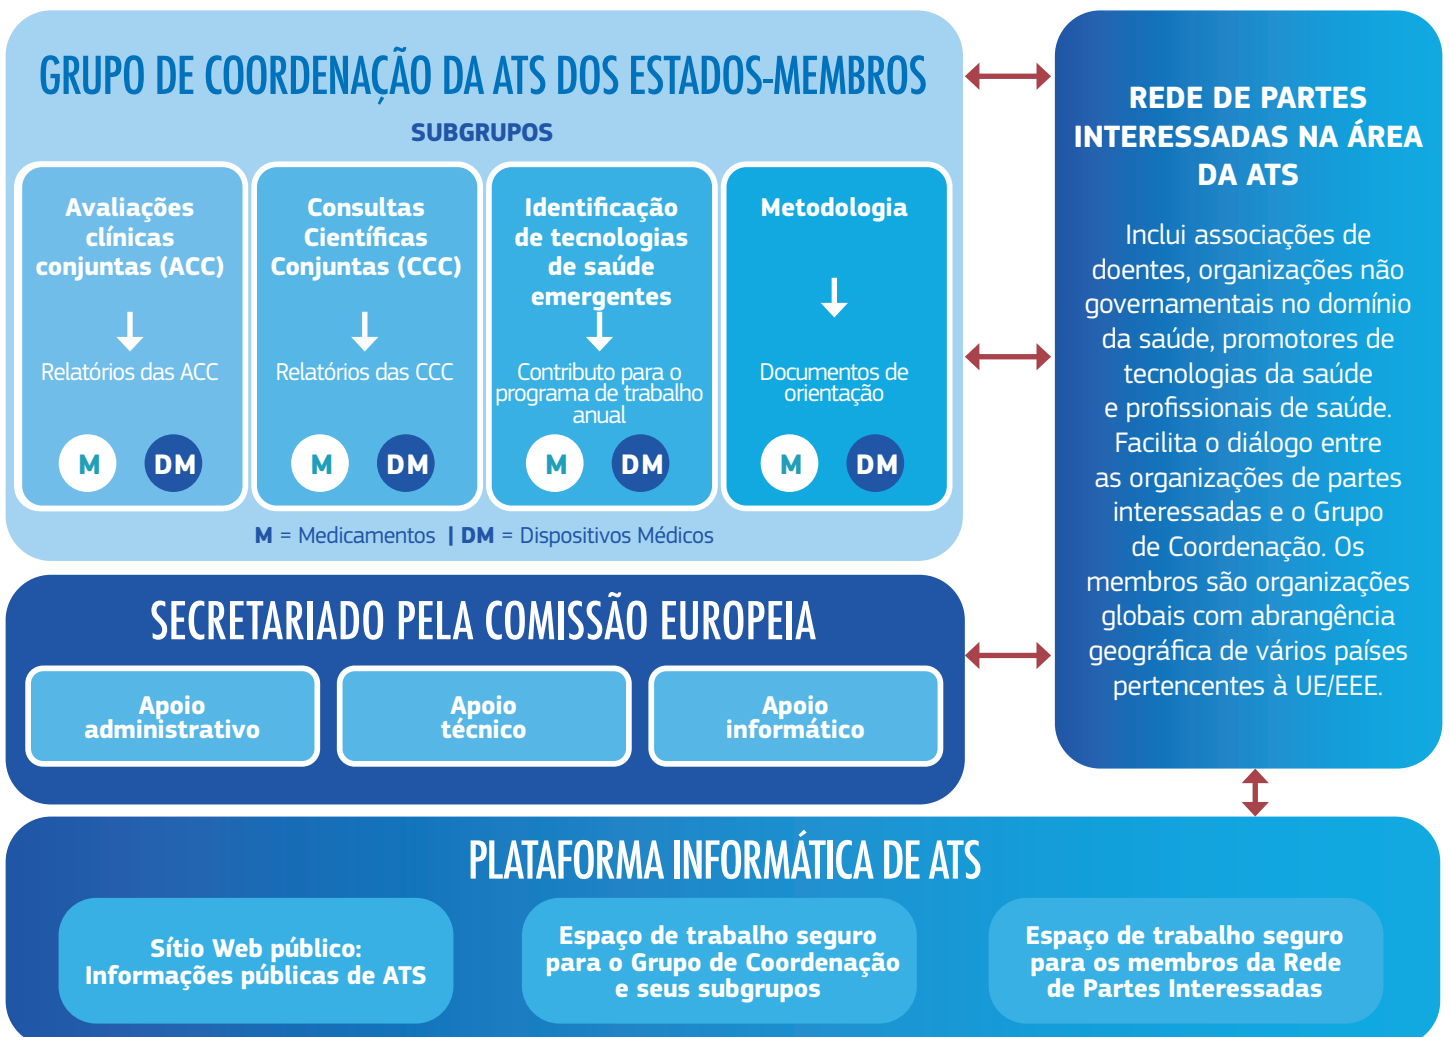 GRUPO DE COORDENAÇÃO DA ATS DOS ESTADOS-MEMBROS
SUBGRUPOS
Avaliações
clínicas
conjuntas (ACC)
Relatórios das ACC
M
DM
Consultas
Científicas
Conjuntas (CCC)
Relatórios das CCC
M
DM
Identificação
de tecnologias
de saúde
emergentes
Contributo para o
programa de trabalho
anual
M
DM
Metodologia
Documentos de
orientação
M
DM
M = Medicamentos | DM = Dispositivos Médicos
REDE DE PARTES
INTERESSADAS NA ÁREA
DA ATS
Inclui associações de
doentes, organizações não
governamentais no domínio
da saúde, promotores de
tecnologias da saúde
e profissionais de saúde.
Facilita o diálogo entre
as organizações de partes
interessadas e o Grupo
de Coordenação. Os
membros são organizações
globais com abrangência
geográfica de vários países
pertencentes à UE/EEE.
SECRETARIADO PELA COMISSÃO EUROPEIA
Apoio
administrativo
Apoio
técnico
Apoio
informático
PLATAFORMA INFORMÁTICA DE ATS
Sítio Web público:
Informações públicas de ATS
Espaço de trabalho seguro
para o Grupo de Coordenação
e seus subgrupos
Espaço de trabalho seguro
para os membros da Rede
de Partes Interessadas